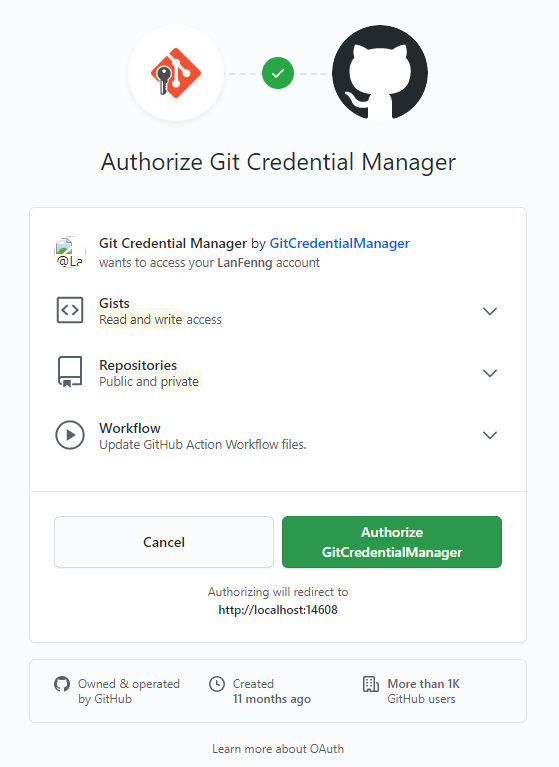 Authorize Git Credential Manager
@La
Git Credential Manager by GitCredentialManager
wants to access your LanFenng account
Gists
Read and write access
Repositories
Public and private
Workflow
Update GitHub Action Workflow files.
Cancel
Authorize
GitCredentialManager
Authorizing will redirect to
http://localhost:14608
Owned & operated
by GitHub
Created
11 months ago
More than 1K
GitHub users
Learn more about OAuth